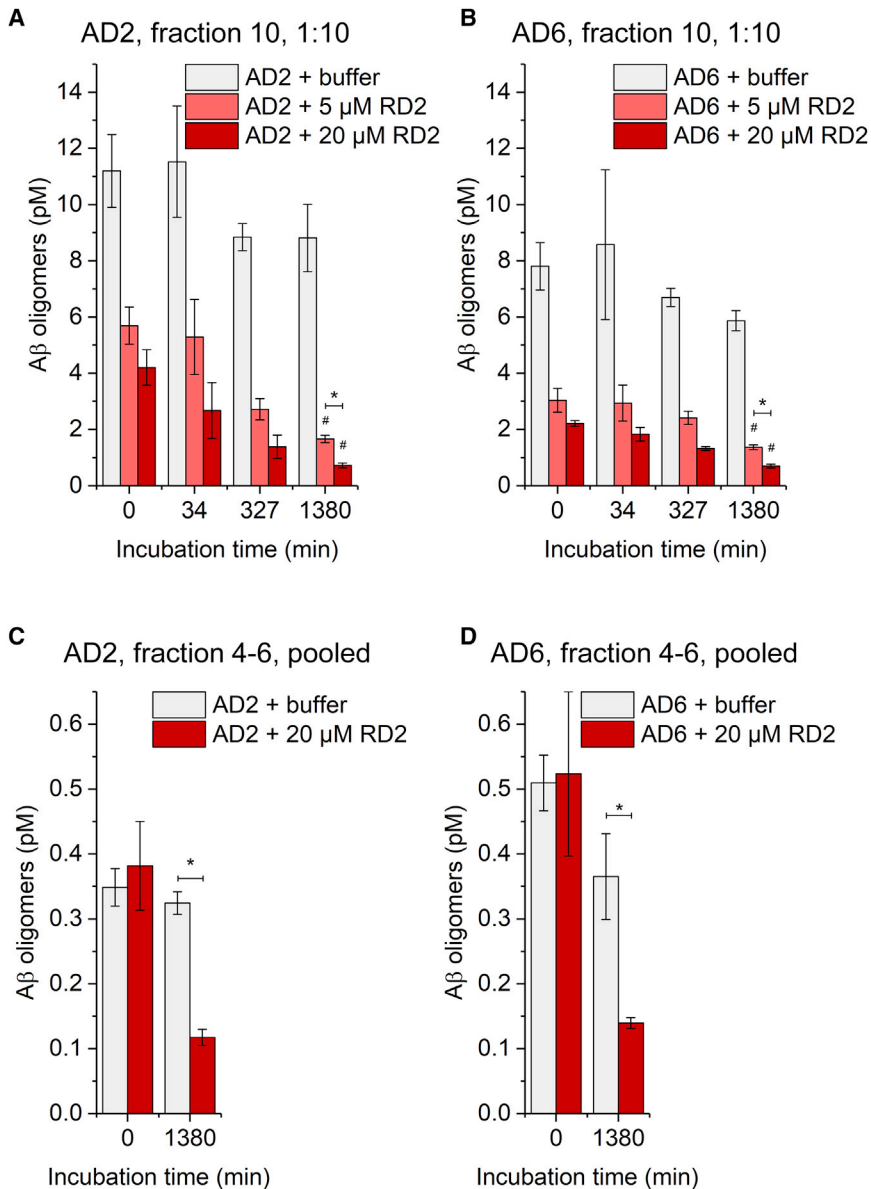 A
AD2, fraction 10, 1:10
AD2 + buffer
AD2 + 5 µM RD2
AD2 + 20 µM RD2
Aβ oligomers (pM)
14
12
10
8
6
4
2
0
*
#
#
0 34 327 1380
Incubation time (min)
B
AD6, fraction 10, 1:10
AD6 + buffer
AD6 + 5 µM RD2
AD6 + 20 µM RD2
Aβ oligomers (pM)
14
12
10
8
6
4
2
0
*
#
#
0 34 327 1380
Incubation time (min)
C
AD2, fraction 4-6, pooled
AD2 + buffer
AD2 + 20 µM RD2
Aβ oligomers (pM)
0.6
0.5
0.4
0.3
0.2
0.1
0.0
*
0 1380
Incubation time (min)
D
AD6, fraction 4-6, pooled
AD6 + buffer
AD6 + 20 µM RD2
Aβ oligomers (pM)
0.6
0.5
0.4
0.3
0.2
0.1
0.0
*
0 1380
Incubation time (min)